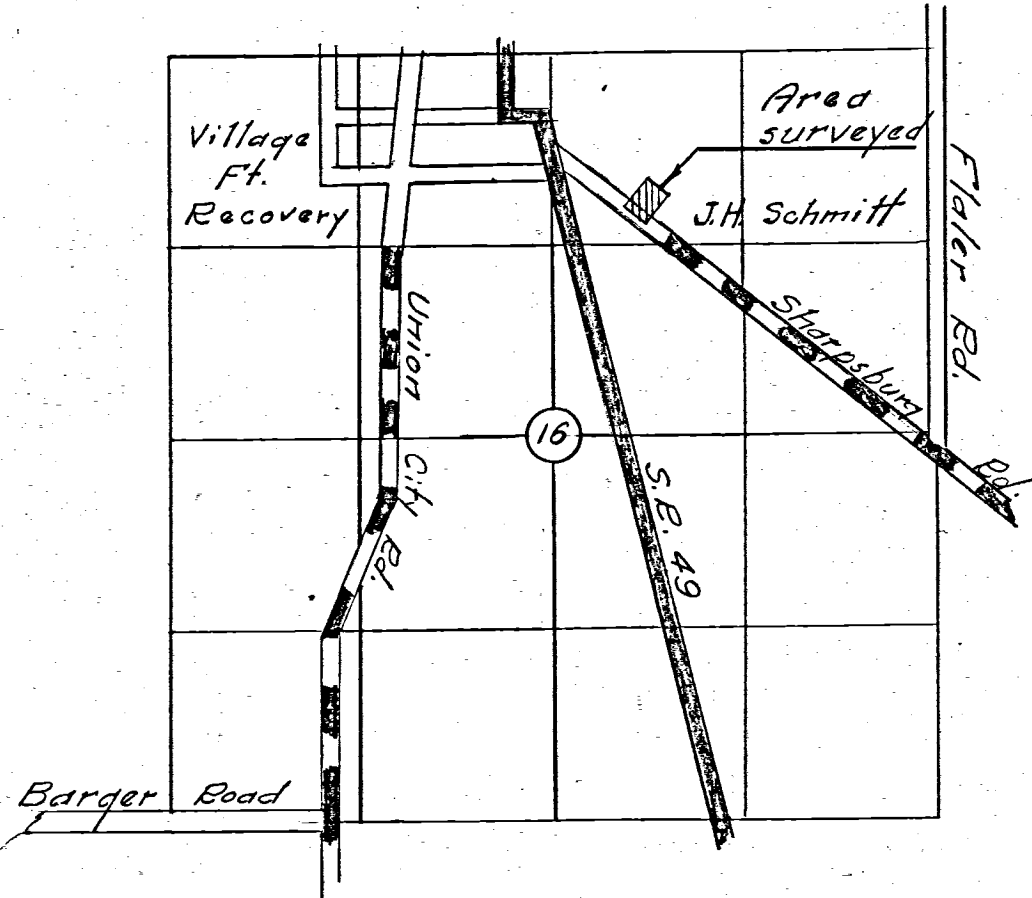 Village
Ft.
Recovery
Area
surveyed
J.H. Schmitt
Flaler Rd.
Union City Rd.
Sharpsburg Rd.
16
S.R. 49
Barger Road